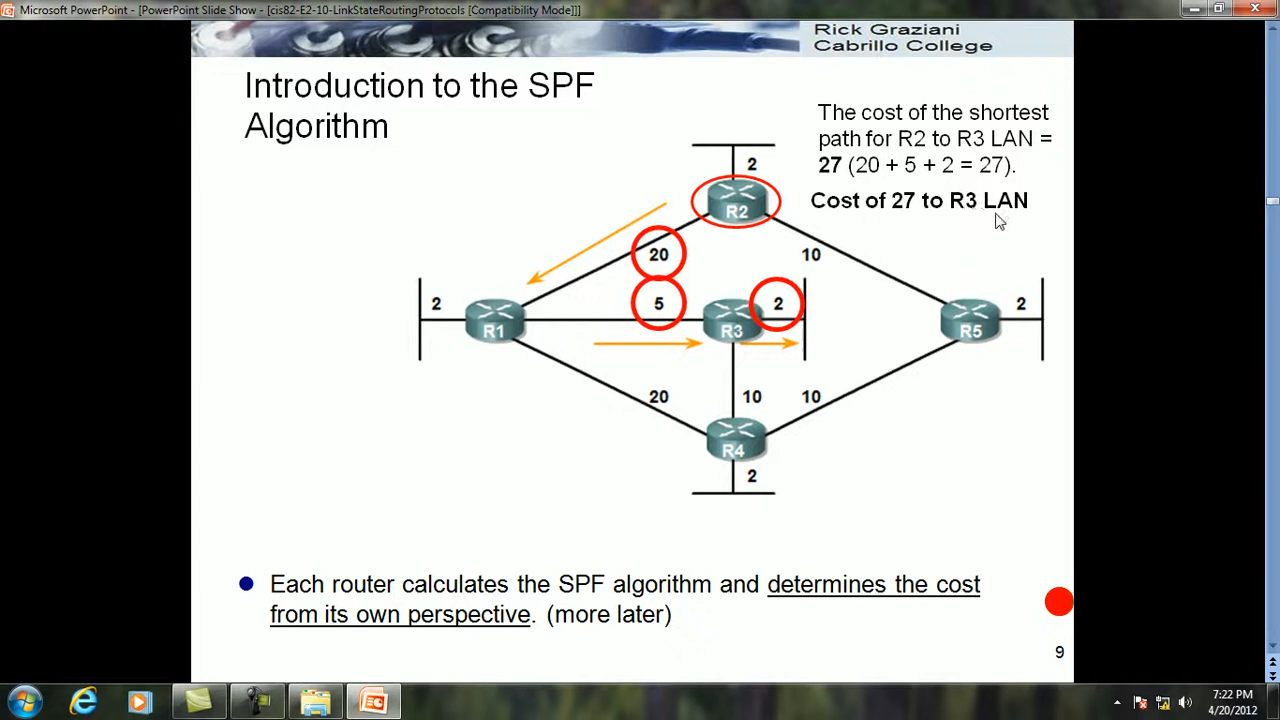 Microsoft PowerPoint - [PowerPoint Slide Show - [cis82-E2-10-LinkStateRoutingProtocols [Compatibility Mode]]]
Rick Graziani
Cabrillo College
Introduction to the SPF
Algorithm
The cost of the shortest
path for R2 to R3 LAN =
27 (20 + 5 + 2 = 27).
Cost of 27 to R3 LAN
2
R2
20
10
2
R1
5
R3
2
R5
2
20
10
10
R4
2
Each router calculates the SPF algorithm and determines the cost
from its own perspective. (more later)
9
7:22 PM
4/20/2012